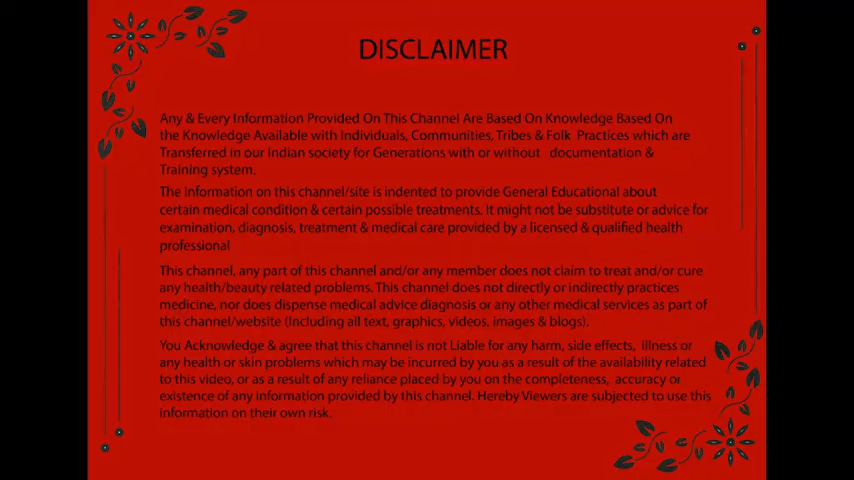 DISCLAIMER
Any & Every Information Provided On This Channel Are Based On Knowledge Based On
the Knowledge Available with Individuals, Communities, Tribes & Folk Practices which are
Transferred in our Indian society for Generations with or without documentation &
Training system.
The Information on this channel/site is indented to provide General Educational about
certain medical condition & certain possible treatments. It might not be substitute or advice for
examination, diagnosis, treatment & medical care provided by a licensed & qualified health
professional
This channel, any part of this channel and/or any member does not claim to treat and/or cure
any health/beauty related problems. This channel does not directly or indirectly practices
medicine, nor does dispense medical advice diagnosis or any other medical services as part of
this channel/website (Including all text, graphics, videos, images & blogs).
You Acknowledge & agree that this channel is not Liable for any harm, side effects, illness or
any health or skin problems which may be incurred by you as a result of the availability related
to this video, or as a result of any reliance placed by you on the completeness, accuracy or
existence of any information provided by this channel. Hereby Viewers are subjected to use this
information on their own risk.